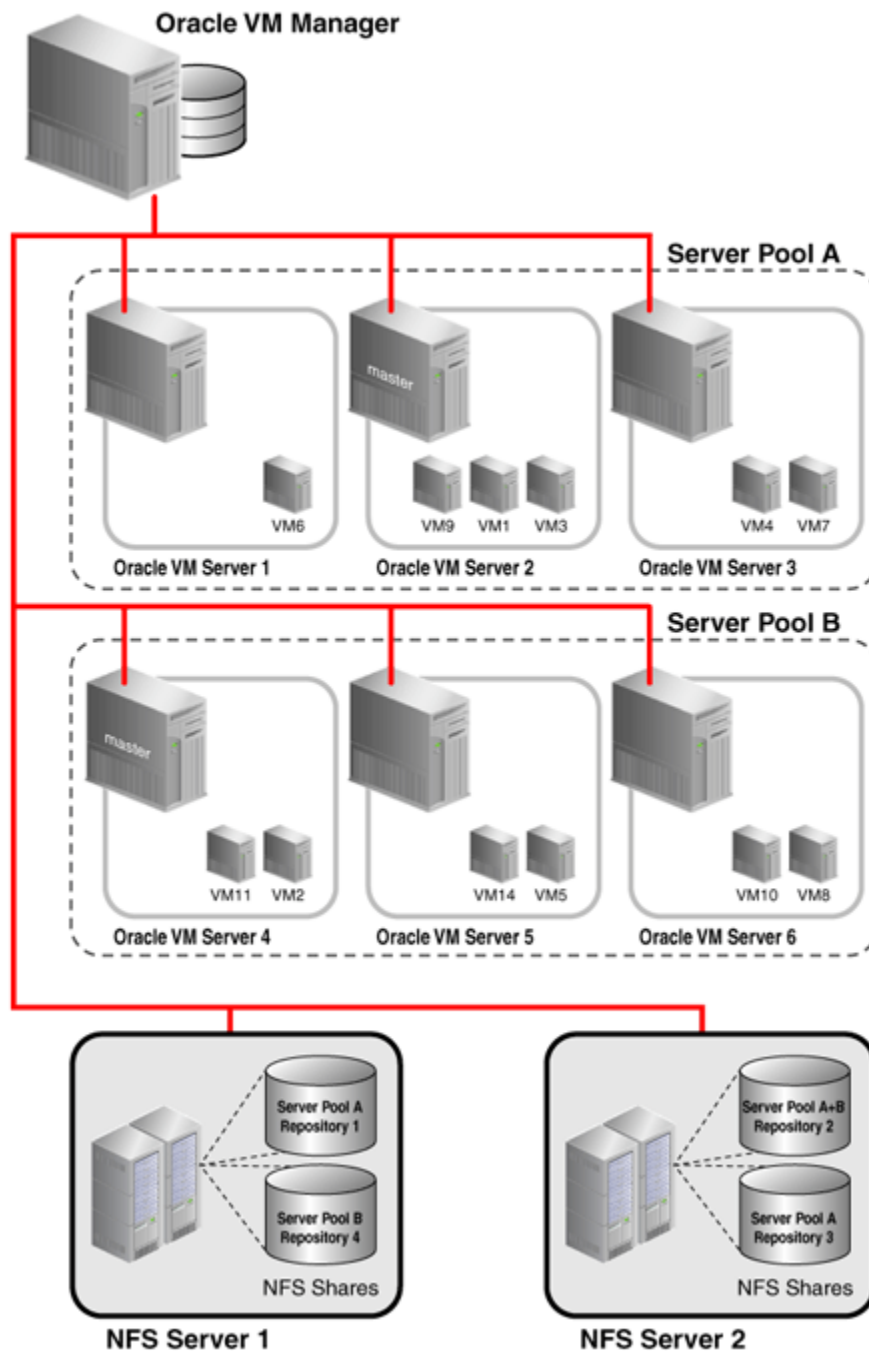 Oracle VM Manager
Server Pool A
master
VM6
VM9 VM1 VM3
VM4 VM7
Oracle VM Server 1
Oracle VM Server 2
Oracle VM Server 3
Server Pool B
master
VM11 VM2
VM14 VM5
VM10 VM8
Oracle VM Server 4
Oracle VM Server 5
Oracle VM Server 6
Server Pool A
Repository 1
Server Pool B
Repository 4
NFS Shares
NFS Server 1
Server Pool A+B
Repository 2
Server Pool A
Repository 3
NFS Shares
NFS Server 2